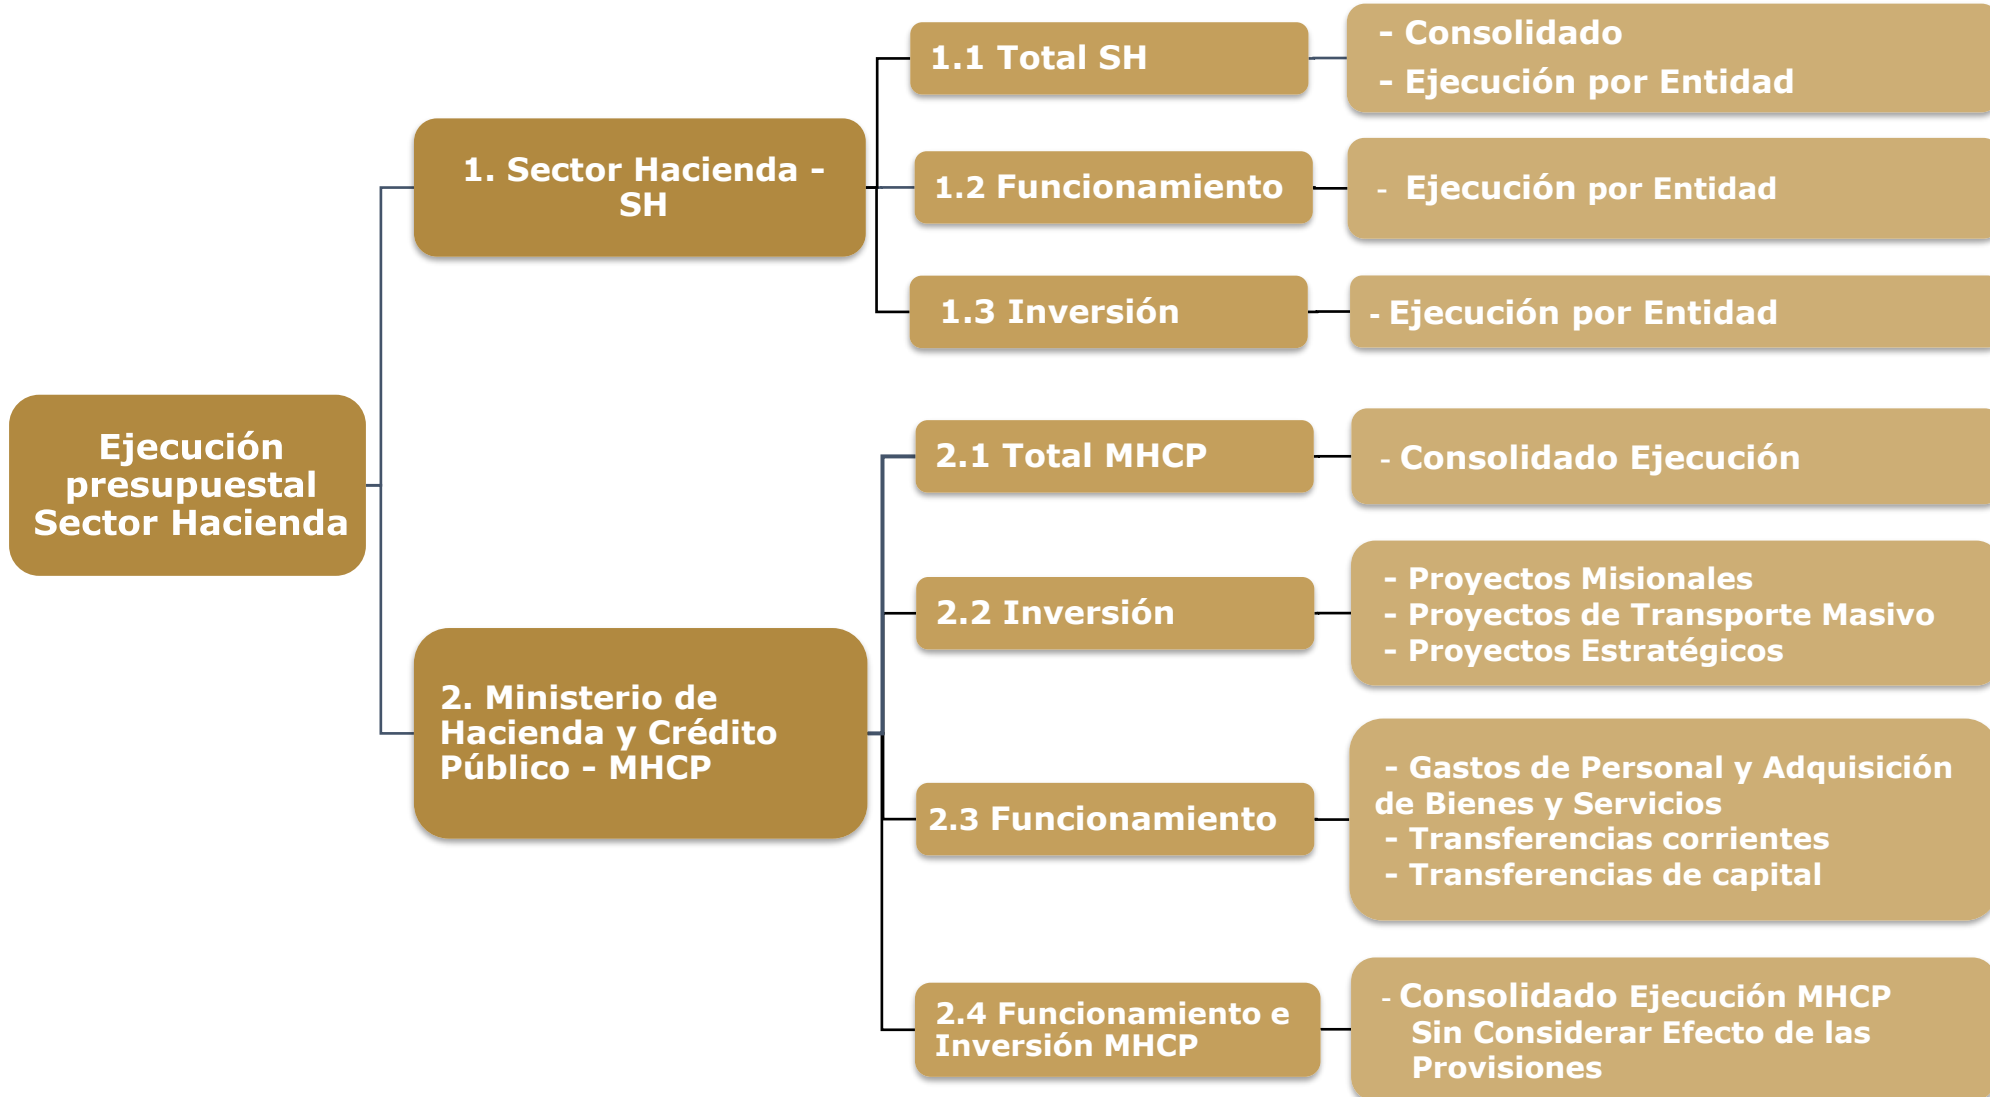 Ejecución
presupuestal
Sector Hacienda
1. Sector Hacienda -
SH
1.1 Total SH
- Consolidado
- Ejecución por Entidad
1.2 Funcionamiento
- Ejecución por Entidad
1.3 Inversión
- Ejecución por Entidad
2. Ministerio de
Hacienda y Crédito
Público – MHCP
2.1 Total MHCP
- Consolidado Ejecución
2.2 Inversión
- Proyectos Misionales
- Proyectos de Transporte Masivo
- Proyectos Estratégicos
2.3 Funcionamiento
- Gastos de Personal y Adquisición
de Bienes y Servicios
- Transferencias corrientes
- Transferencias de capital
2.4 Funcionamiento e
Inversión MHCP
- Consolidado Ejecución MHCP
Sin Considerar Efecto de las
Provisiones